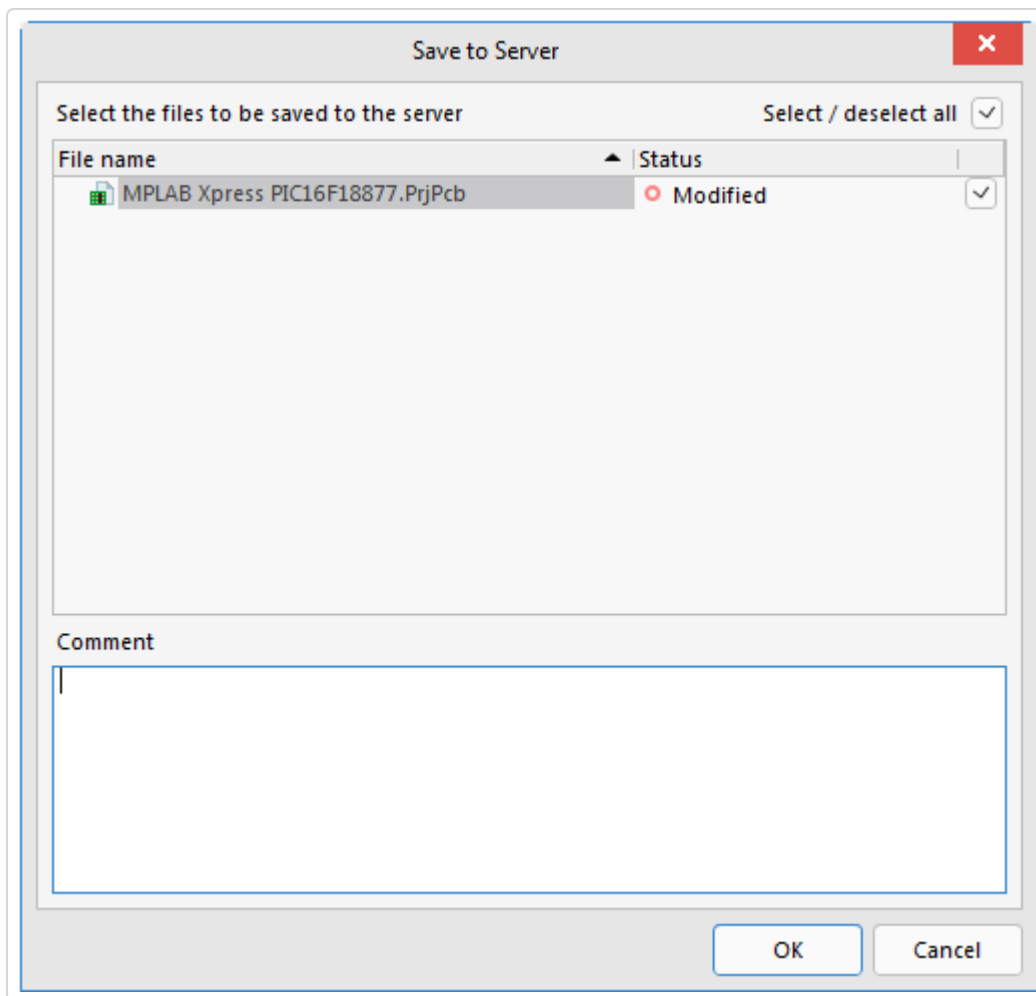 Save to Server
Select the files to be saved to the server Select / deselect all
File name Status
MPLAB Xpress PIC16F18877.PrjPcb Modified
Comment
OK Cancel